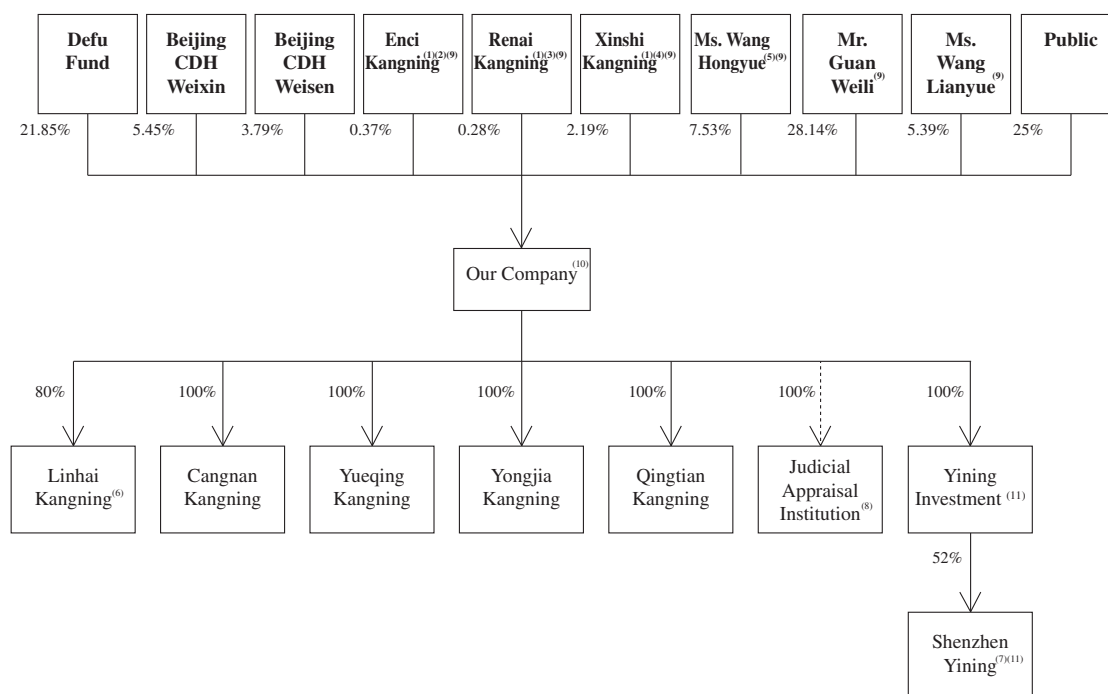 Defu
Fund
Beijing
CDH
Weixin
Beijing
CDH
Weisen
Enci
Kangning(1)(2)(9)
Renai
Kangning(1)(3)(9)
Xinshi
Kangning(1)(4)(9)
Ms. Wang
Hongyue(5)(9)
Mr.
Guan
Weili
(9)
Ms.
Wang
Lianyue(9)
Public
21.85%
5.45%
3.79%
0.37%
0.28%
2.19%
7.53%
28.14%
5.39%
25%
Our Company(10)
80%
100%
100%
100%
100%
100%
100%
Linhai
Kangning(6)
Cangnan
Kangning
Yueqing
Kangning
Yongjia
Kangning
Qingtian
Kangning
Judicial
Appraisal
Institution(8)
Yining
Investment (11)
52%
Shenzhen
Yining(7)(11)